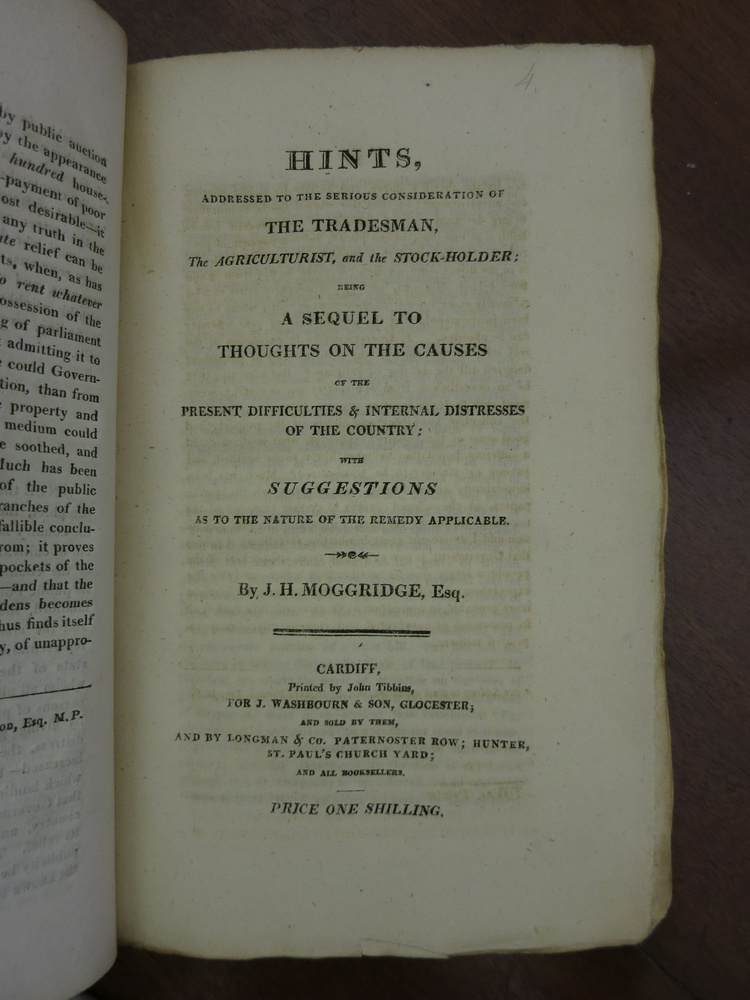 by public auction
by the appearance
hundred house-
-payment of poor
ost desirable—it
any truth in the
relief can be
ts, when, as has
rent whatever
ossession of the
g of parliament
admitting it to
could Govern-
tion, than from
property and
medium could
e soothed, and
uch has been
of the public
ranches of the
fallible conclu-
rom; it proves
pockets of the
—and that the
dens becomes
hus finds itself
y, of unappro-
on, Esq. M.P.
4.
HINTS,
ADDRESSED TO THE SERIOUS CONSIDERATION OF
THE TRADESMAN,
The AGRICULTURIST, and the STOCK-HOLDER;
BEING
A SEQUEL TO
THOUGHTS ON THE CAUSES
OF THE
PRESENT DIFFICULTIES & INTERNAL DISTRESSES
OF THE COUNTRY:
WITH
SUGGESTIONS
AS TO THE NATURE OF THE REMEDY APPLICABLE.
By J. H. MOGGRIDGE, Esq.
CARDIFF,
Printed by John Tibbins,
FOR J. WASHBOURN & SON, GLOCESTER;
AND SOLD BY THEM,
AND BY LONGMAN & Co. PATERNOSTER ROW; HUNTER,
ST. PAUL'S CHURCH YARD;
AND ALL BOOKSELLERS.
PRICE ONE SHILLING.